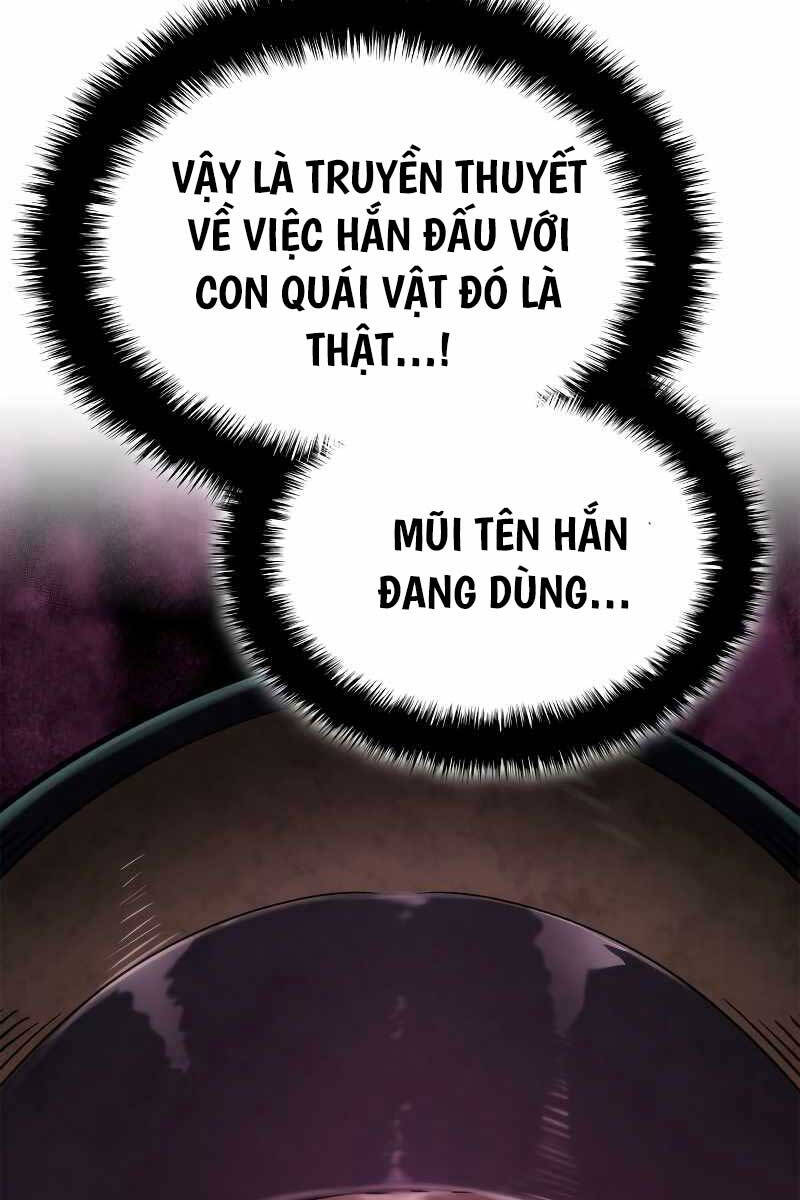 VẬY LÀ TRUYỀN THUYẾT
VỀ VIỆC HẮN ĐẤU VỚI
CON QUÁI VẬT ĐÓ LÀ
THẬT...!
MŨI TÊN HẮN
ĐANG DÙNG...